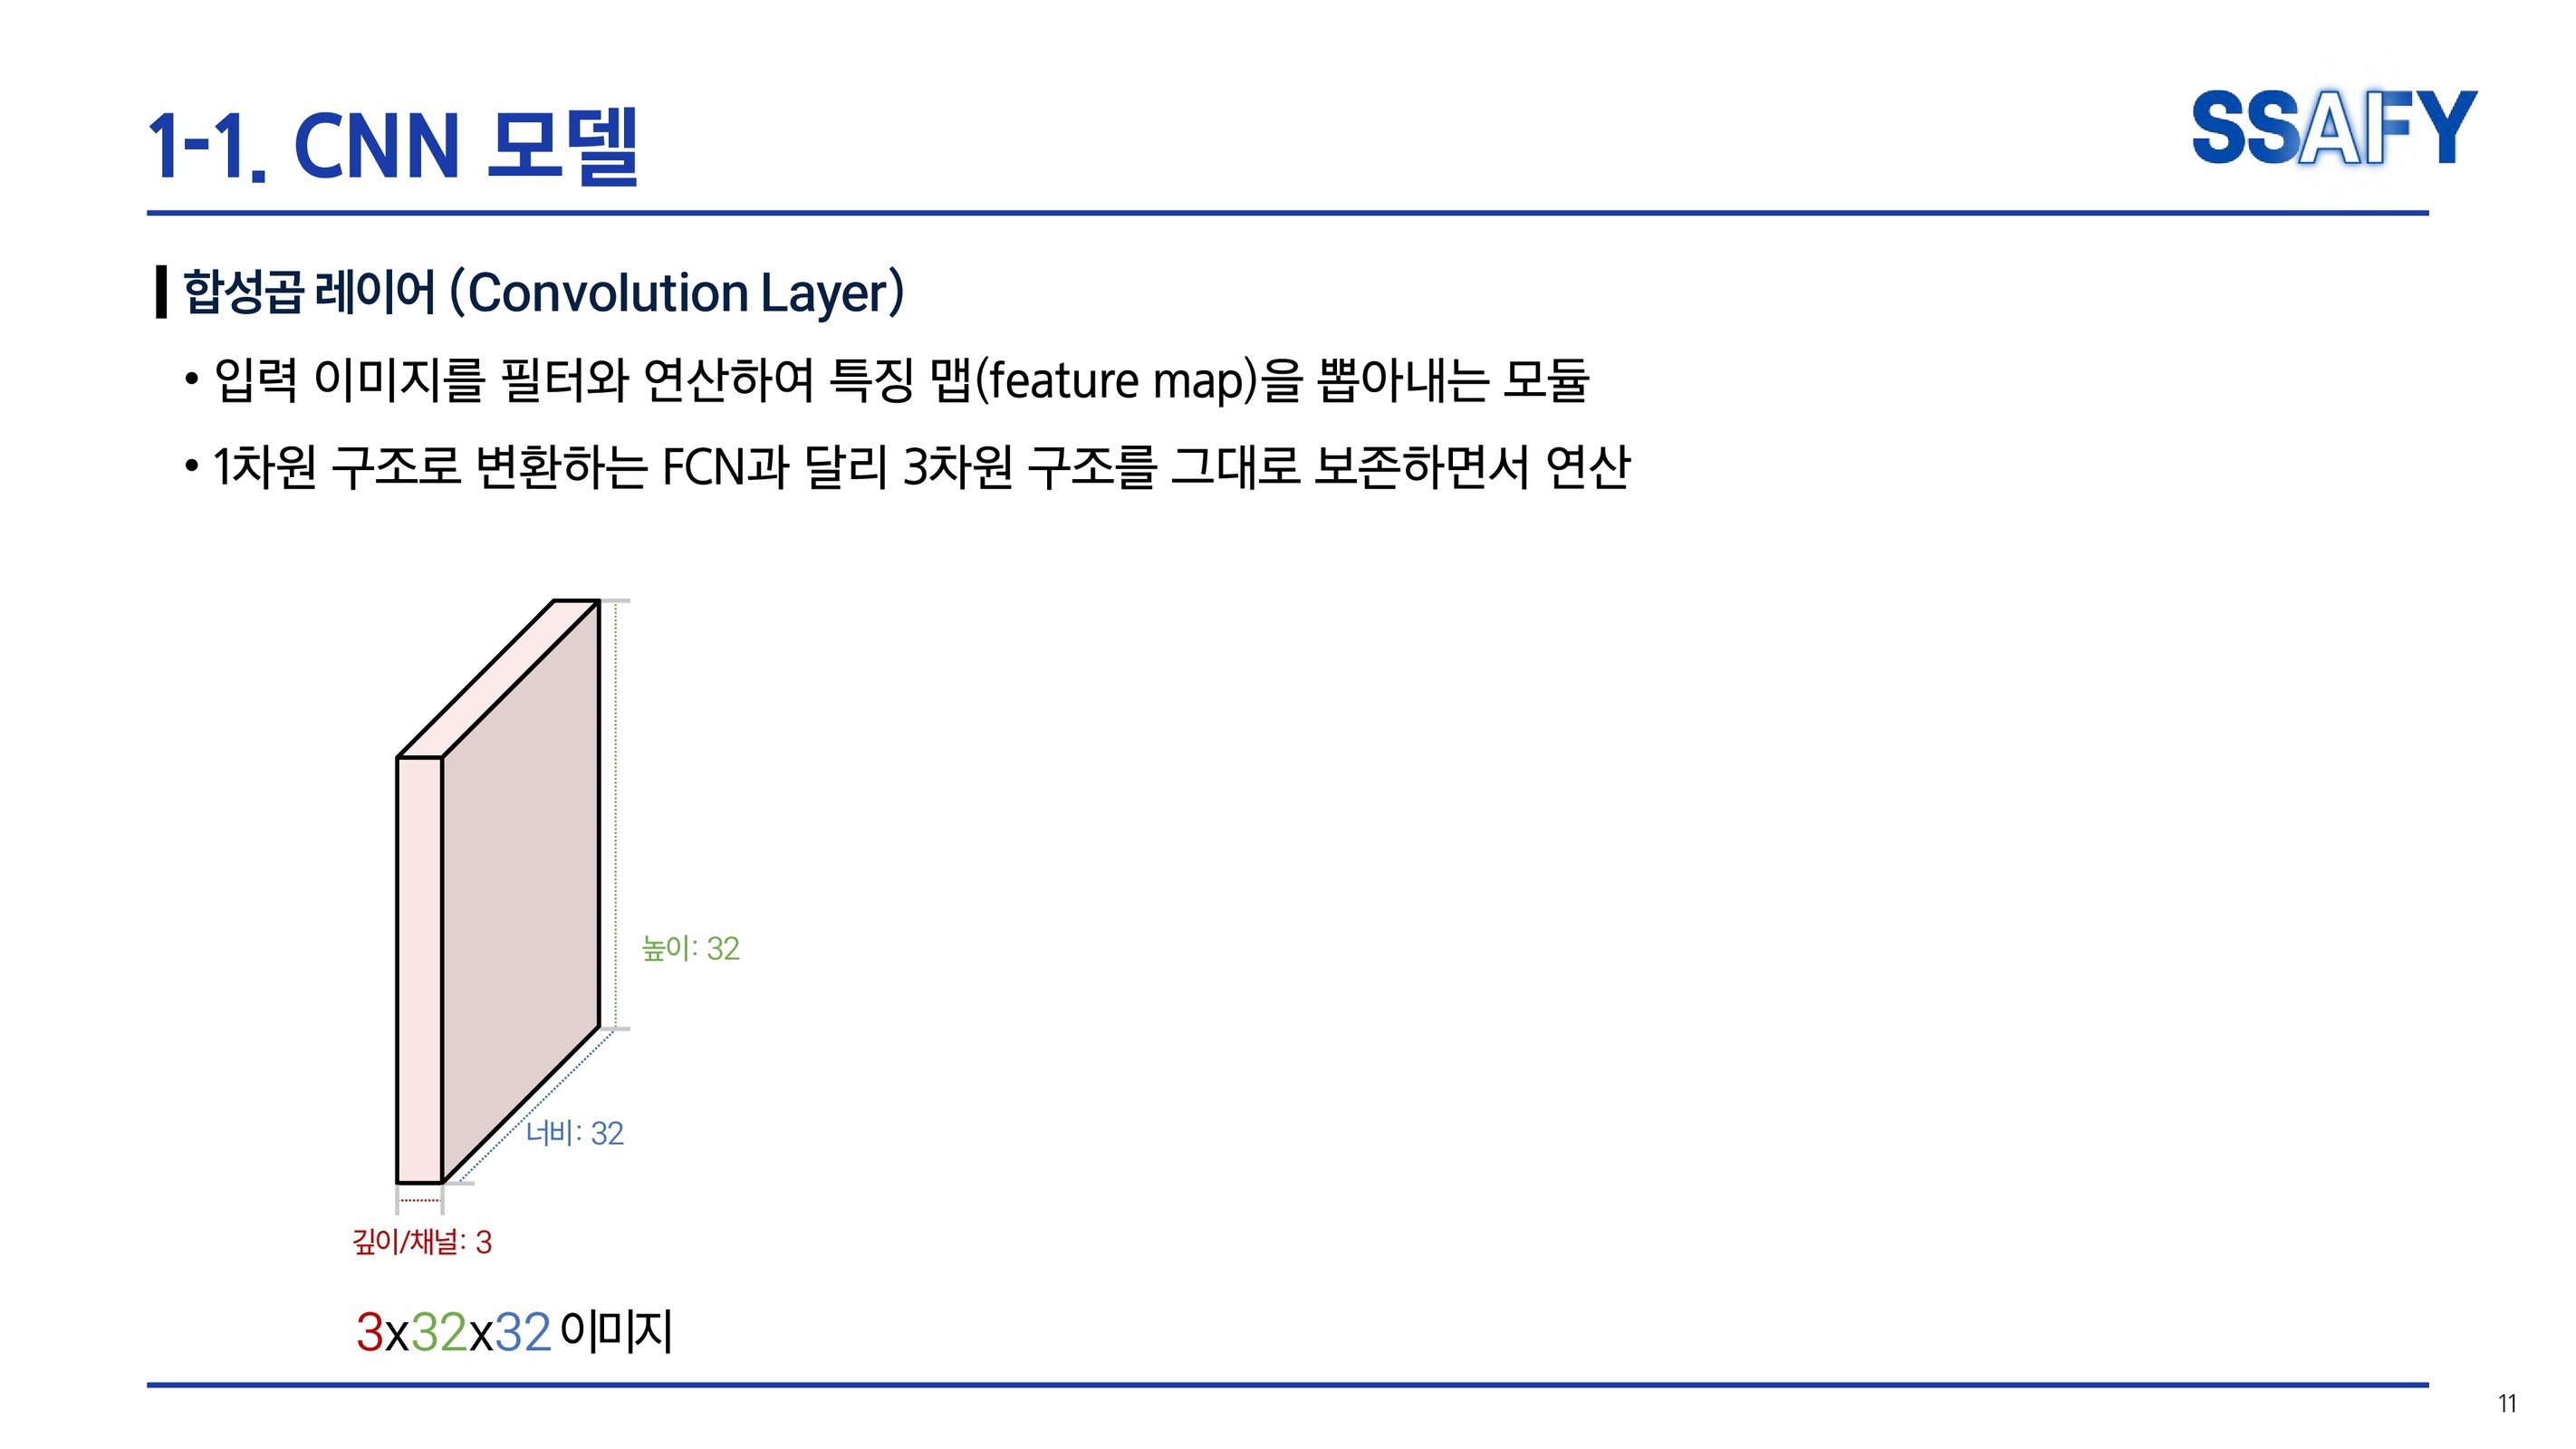 1-1. CNN 모델
SSAFY
합성곱 레이어 (Convolution Layer)
• 입력 이미지를 필터와 연산하여 특징 맵(feature map)을 뽑아내는 모듈
• 1차원 구조로 변환하는 FCN과 달리 3차원 구조를 그대로 보존하면서 연산
높이: 32
너비: 32
깊이/채널: 3
3x32x32 이미지
11